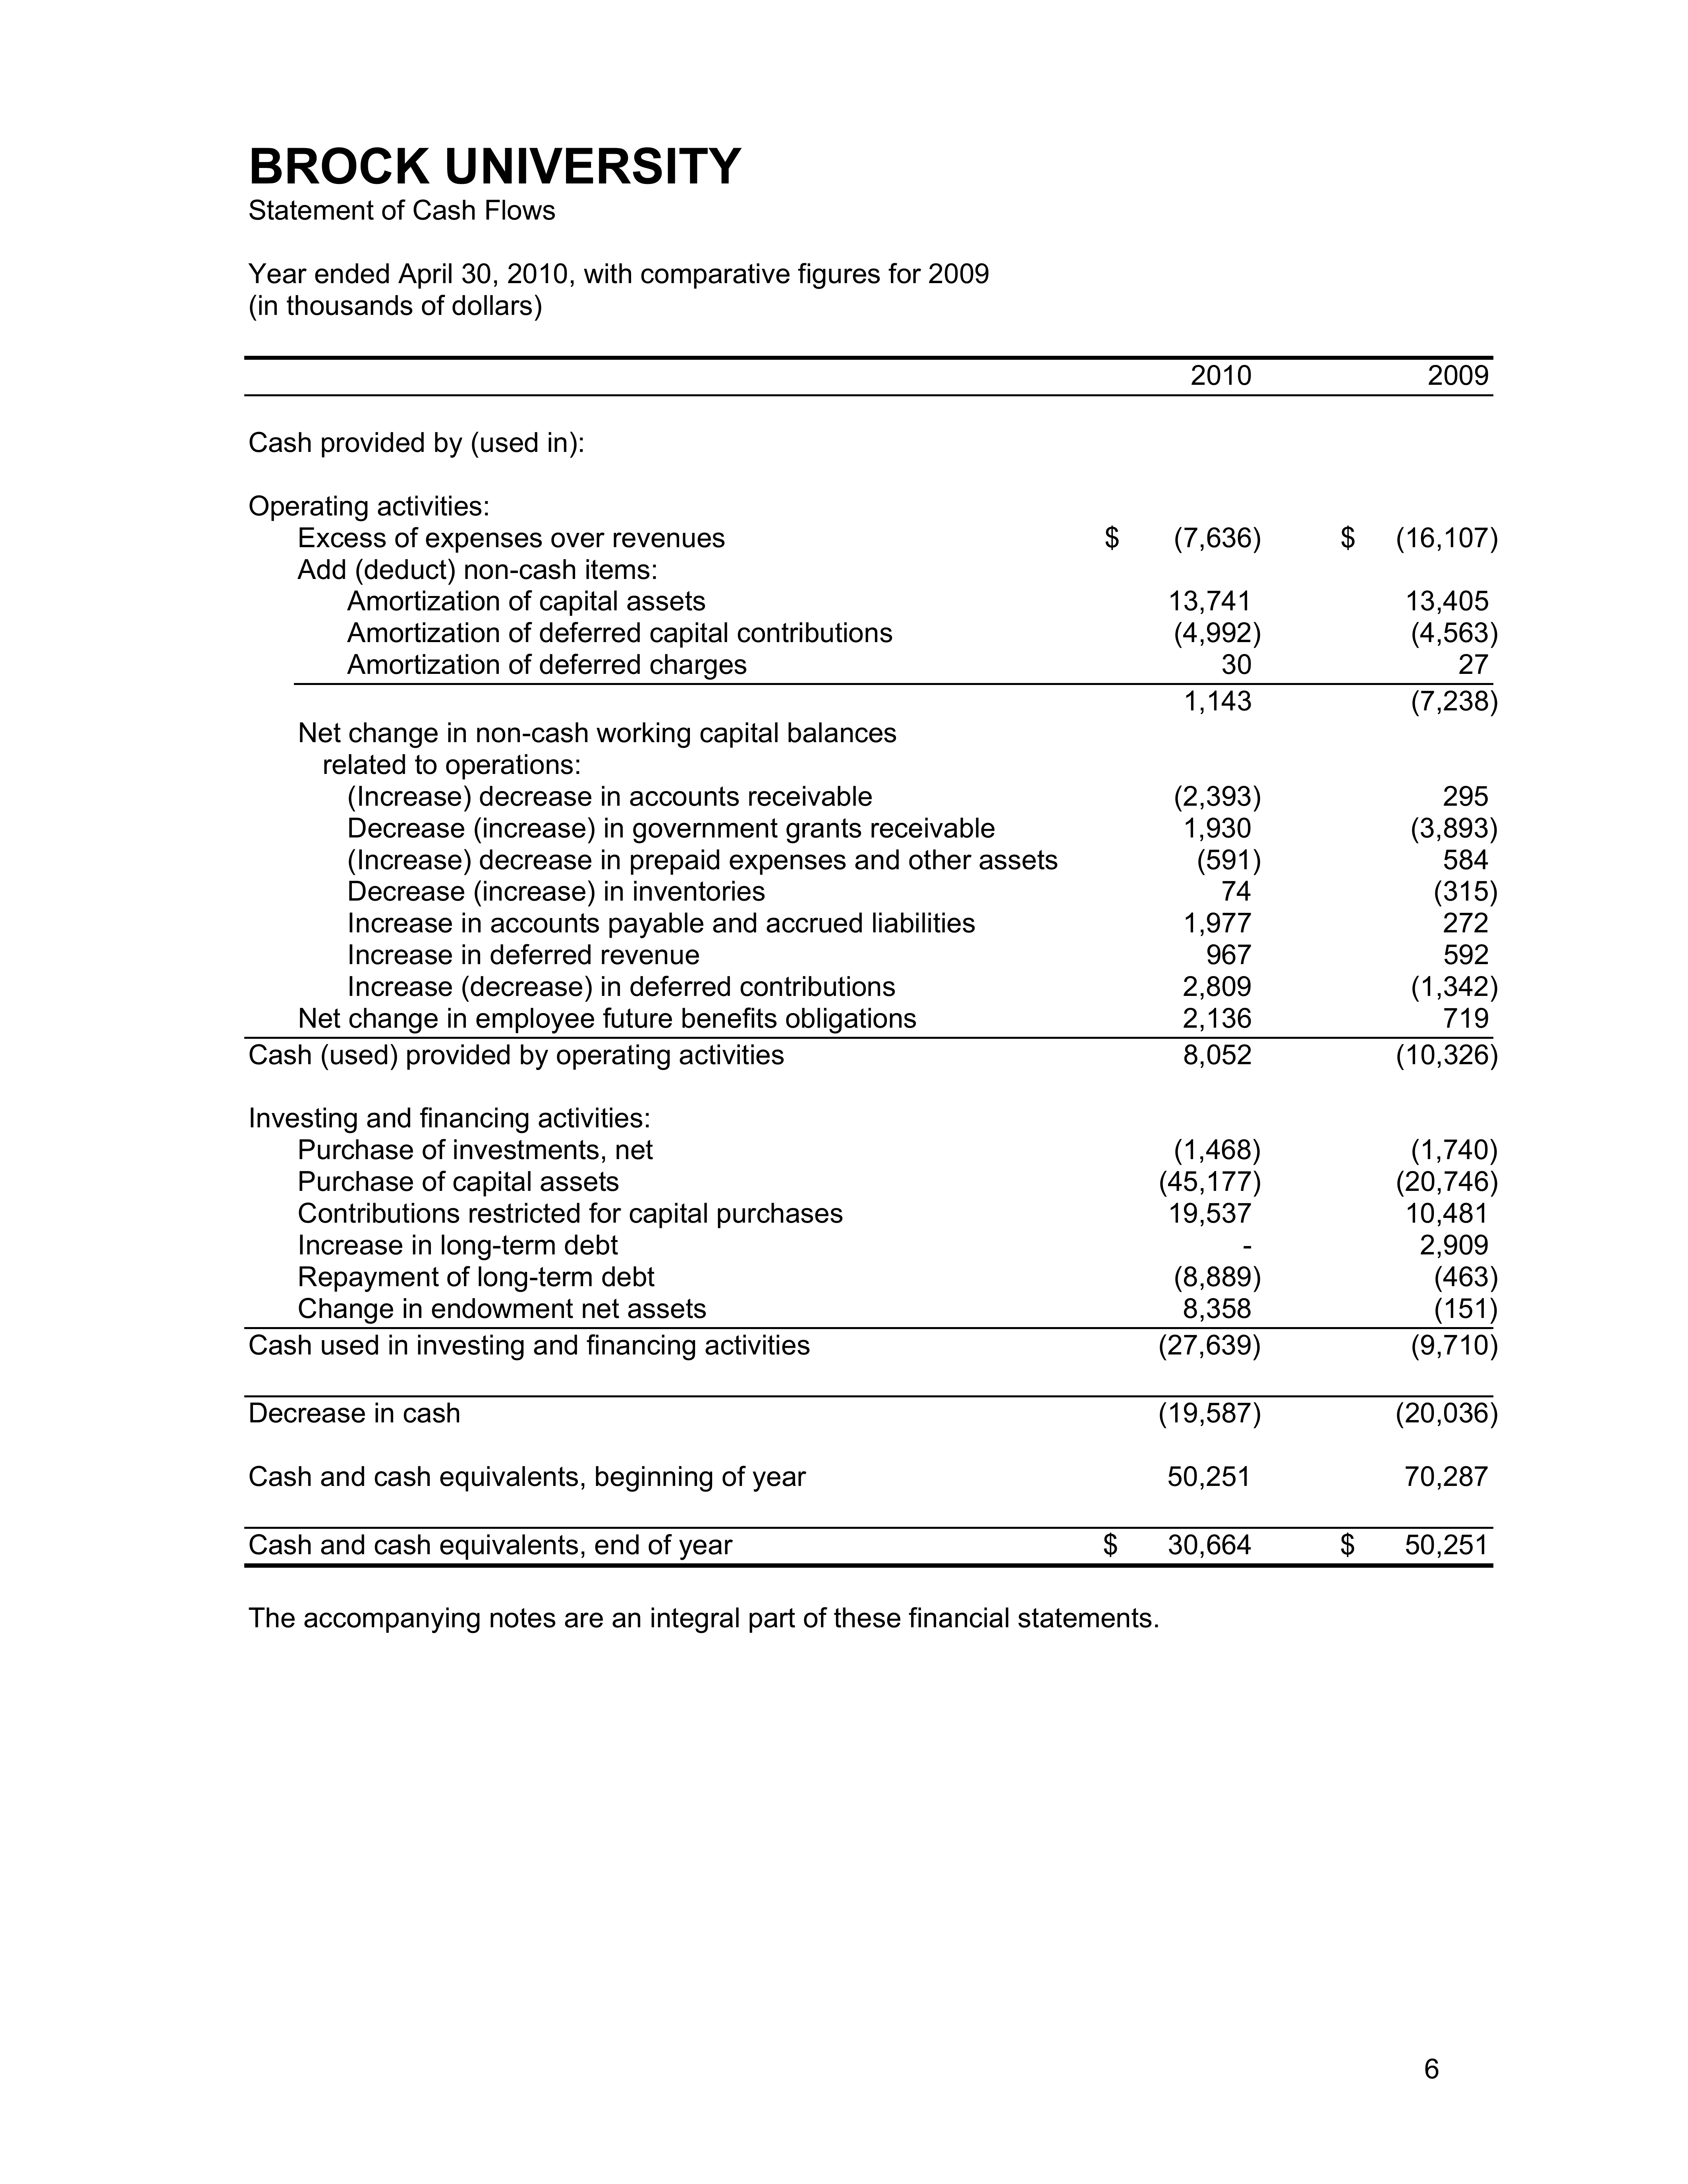 BROCK UNIVERSITY
Statement of Cash Flows
Year ended April 30, 2010, with comparative figures for 2009
(in thousands of dollars)
2010 2009
Cash provided by (used in):
Operating activities:
Excess of expenses over revenues $ (7,636) $ (16,107)
Add (deduct) non-cash items:
Amortization of capital assets 13,741 13,405
Amortization of deferred capital contributions (4,992) (4,563)
Amortization of deferred charges 30 27
1,143 (7,238)
Net change in non-cash working capital balances
related to operations:
(Increase) decrease in accounts receivable (2,393) 295
Decrease (increase) in government grants receivable 1,930 (3,893)
(Increase) decrease in prepaid expenses and other assets (591) 584
Decrease (increase) in inventories 74 (315)
Increase in accounts payable and accrued liabilities 1,977 272
Increase in deferred revenue 967 592
Increase (decrease) in deferred contributions 2,809 (1,342)
Net change in employee future benefits obligations 2,136 719
Cash (used) provided by operating activities 8,052 (10,326)
Investing and financing activities:
Purchase of investments, net (1,468) (1,740)
Purchase of capital assets (45,177) (20,746)
Contributions restricted for capital purchases 19,537 10,481
Increase in long-term debt - 2,909
Repayment of long-term debt (8,889) (463)
Change in endowment net assets 8,358 (151)
Cash used in investing and financing activities (27,639) (9,710)
Decrease in cash (19,587) (20,036)
Cash and cash equivalents, beginning of year 50,251 70,287
Cash and cash equivalents, end of year $ 30,664 $ 50,251
The accompanying notes are an integral part of these financial statements.
6